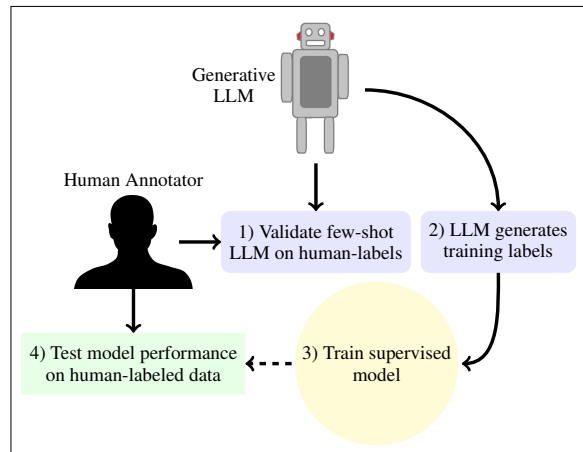 Generative
LLM
Human Annotator
1) Validate few-shot
LLM on human-labels
2) LLM generates
training labels
3) Train supervised
model
4) Test model performance
on human-labeled data